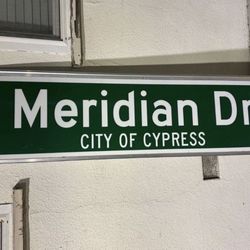 Meridian Dr
CITY OF CYPRESS